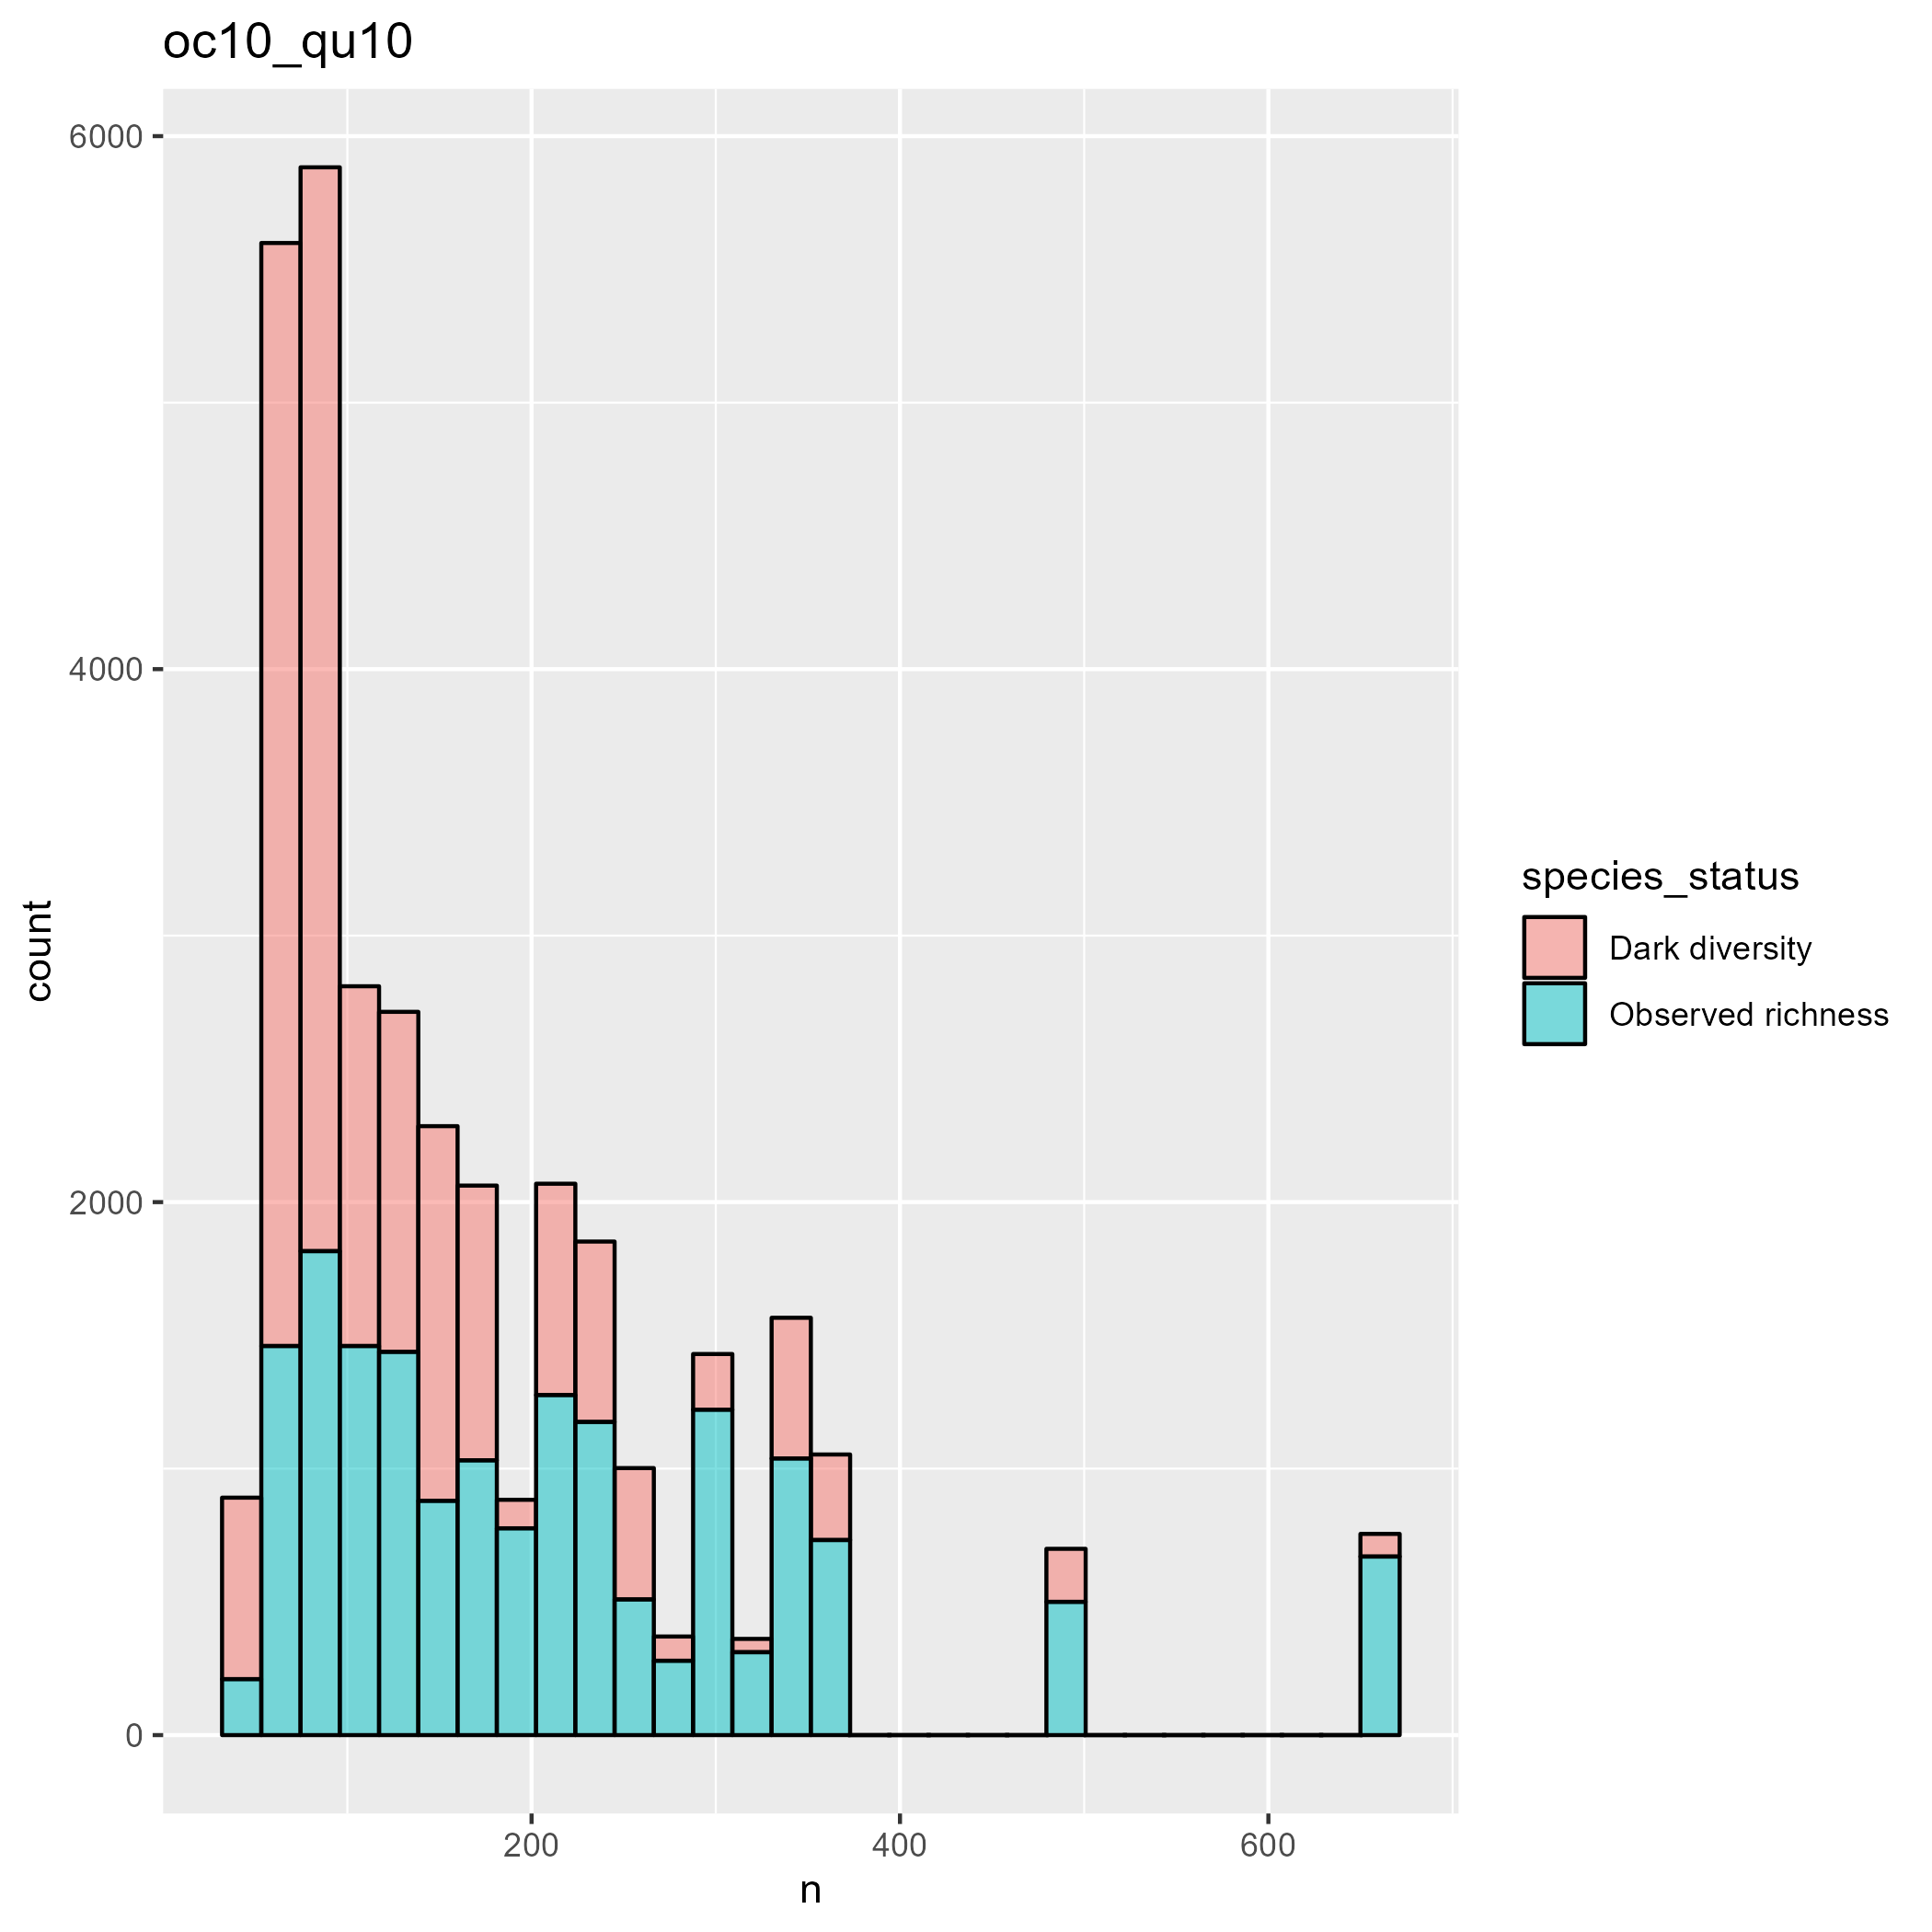 oc10_qu10
6000
4000
2000
0
count
200
400
600
n
species_status
Dark diversity
Observed richness